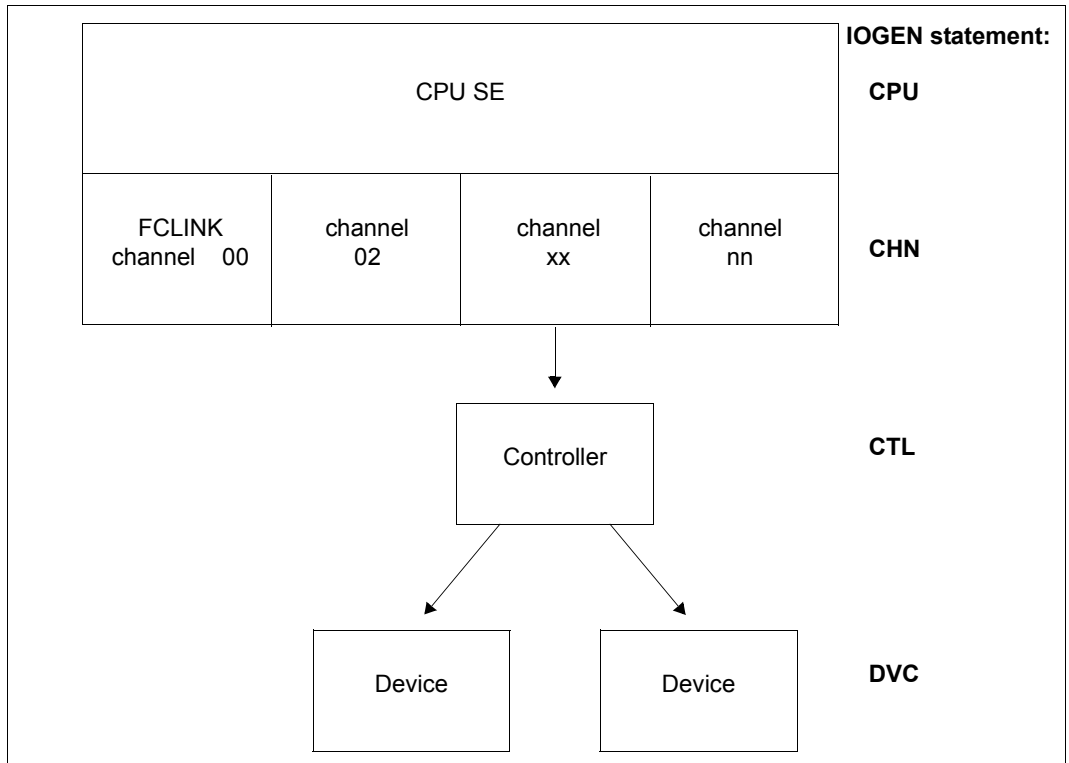 IOGEN statement:
CPU SE
CPU
FCLINK
channel 00
channel
02
channel
xx
channel
nn
CHN
Controller
CTL
Device
Device
DVC